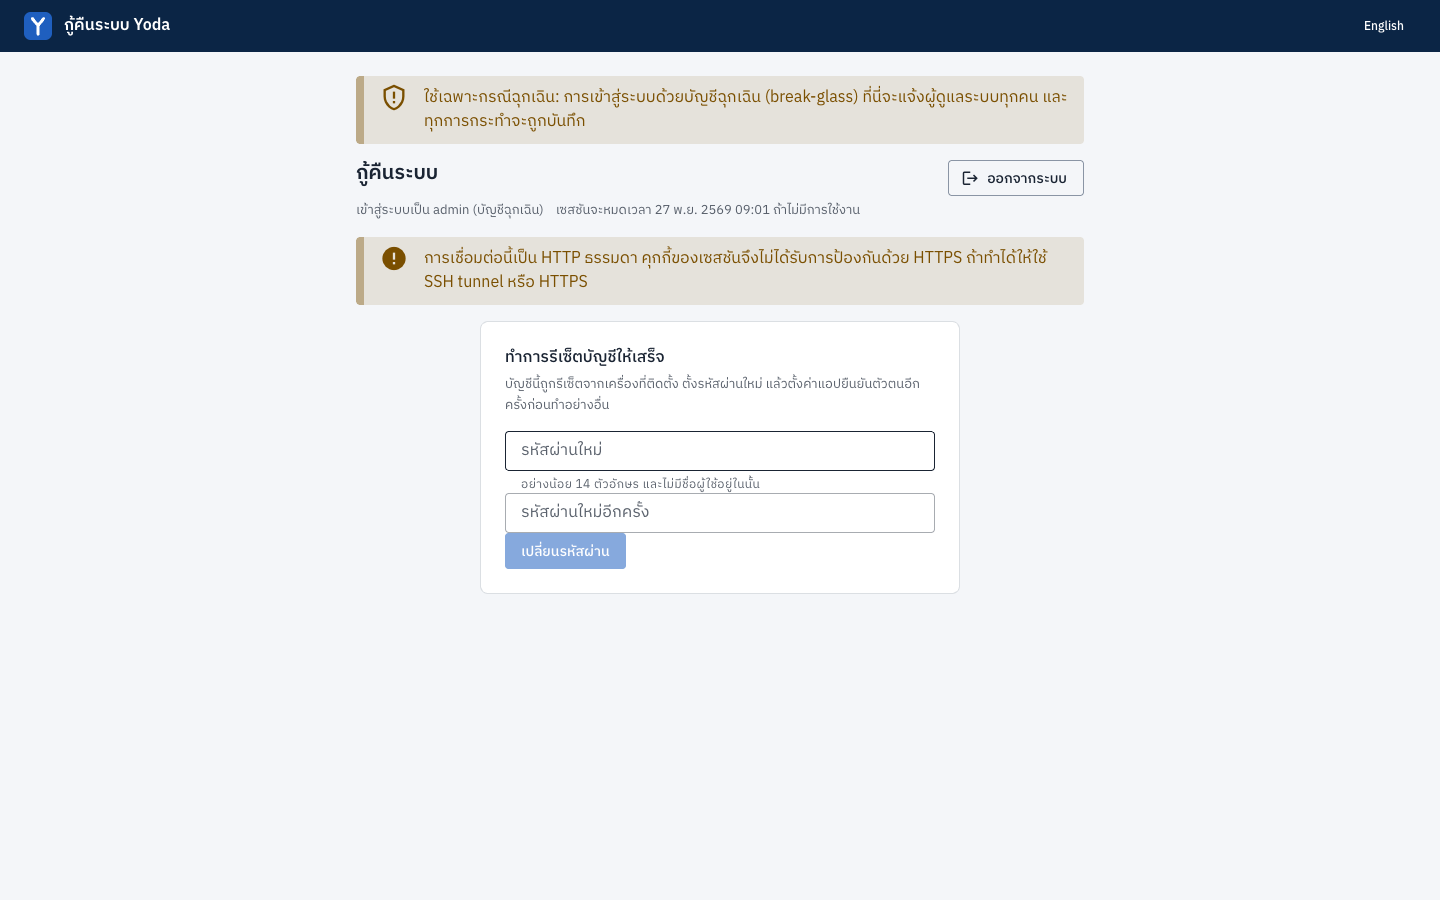 Y กู้คืนระบบ Yoda
English
ใช้เฉพาะกรณีฉุกเฉิน: การเข้าสู่ระบบด้วยบัญชีฉุกเฉิน (break-glass) ที่นี่จะแจ้งผู้ดูแลระบบทุกคน และ
ทุกการกระทำจะถูกบันทึก
กู้คืนระบบ
ออกจากระบบ
เข้าสู่ระบบเป็น admin (บัญชีฉุกเฉิน) เซสชันจะหมดเวลา 27 พ.ย. 2569 09:01 ถ้าไม่มีการใช้งาน
การเชื่อมต่อนี้เป็น HTTP ธรรมดา คุกกี้ของเซสชันจึงไม่ได้รับการป้องกันด้วย HTTPS ถ้าทำได้ให้ใช้
SSH tunnel หรือ HTTPS
ทำการรีเซ็ตบัญชีให้เสร็จ
บัญชีนี้ถูกรีเซ็ตจากเครื่องที่ติดตั้ง ตั้งรหัสผ่านใหม่ แล้วตั้งค่าแอปยืนยันตัวตนอีก
ครั้งก่อนทำอย่างอื่น
รหัสผ่านใหม่
อย่างน้อย 14 ตัวอักษร และไม่มีชื่อผู้ใช้อยู่ในนั้น
รหัสผ่านใหม่อีกครั้ง
เปลี่ยนรหัสผ่าน